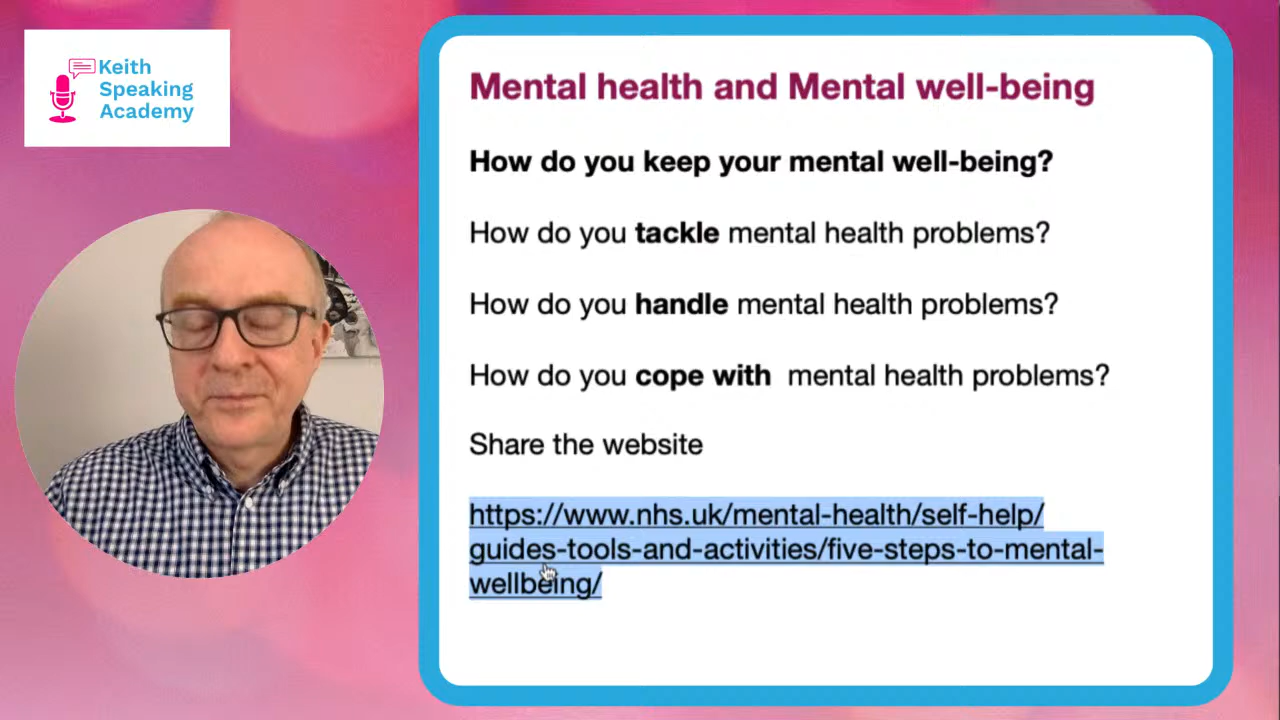 Keith
Speaking
Academy
Mental health and Mental well-being
How do you keep your mental well-being?
How do you tackle mental health problems?
How do you handle mental health problems?
How do you cope with  mental health problems?
Share the website
https://www.nhs.uk/mental-health/self-help/
guides-tools-and-activities/five-steps-to-mental-
wellbeing/